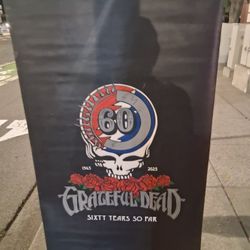 60
1965 2025
GRATEFUL DEAD
SIXTY YEARS SO FAR